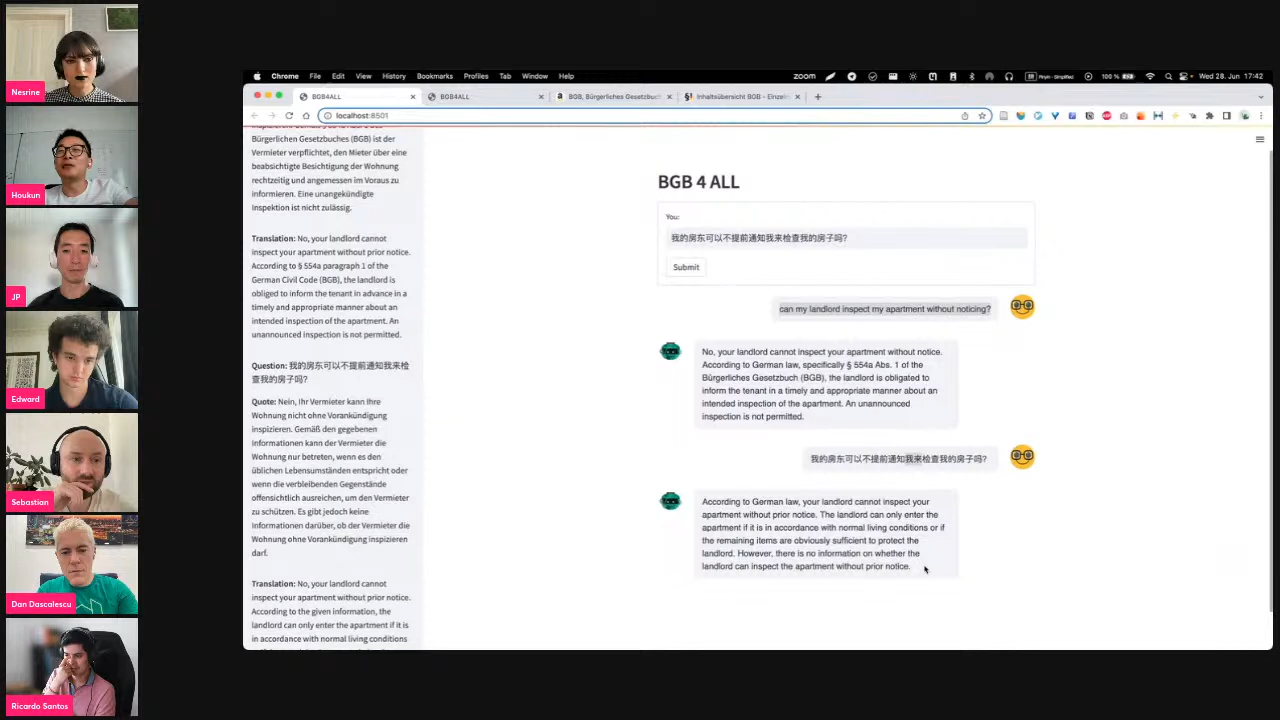 Nesrine
Houkun
JP
Edward
Sebastian
Dan Dascalescu
Ricardo Santos
Chrome File Edit View History Bookmarks Profiles Tab Window Help
zoom
100 %
Wed 28. Jun 17:42
BGB4ALL
BGB4ALL
BGB, Bürgerliches Gesetzbuc
Inhaltsübersicht BGB - Einzel
localhost:8501
Bürgerlichen Gesetzbuches (BGB) ist der
Vermieter verpflichtet, den Mieter über eine
beabsichtigte Besichtigung der Wohnung
rechtzeitig und angemessen im Voraus zu
informieren. Eine unangekündigte
Inspektion ist nicht zulässig.
Translation: No, your landlord cannot
inspect your apartment without prior notice.
According to § 554a paragraph 1 of the
German Civil Code (BGB), the landlord is
obliged to inform the tenant in advance in a
timely and appropriate manner about an
intended inspection of the apartment. An
unannounced inspection is not permitted.
Question: 我的房东可以不提前通知我来检
查我的房子吗?
Quote: Nein, Ihr Vermieter kann Ihre
Wohnung nicht ohne Vorankündigung
inspizieren. Gemäß den gegebenen
Informationen kann der Vermieter die
Wohnung nur betreten, wenn es den
üblichen Lebensumständen entspricht oder
wenn die verbleibenden Gegenstände
offensichtlich ausreichen, um den Vermieter
zu schützen. Es gibt jedoch keine
Informationen darüber, ob der Vermieter die
Wohnung ohne Vorankündigung inspizieren
darf.
Translation: No, your landlord cannot
inspect your apartment without prior notice.
According to the given information, the
landlord can only enter the apartment if it is
in accordance with normal living conditions
BGB 4 ALL
You:
我的房东可以不提前通知我来检查我的房子吗?
Submit
can my landlord inspect my apartment without noticing?
No, your landlord cannot inspect your apartment without notice.
According to German law, specifically § 554a Abs. 1 of the
Bürgerliches Gesetzbuch (BGB), the landlord is obligated to
inform the tenant in a timely and appropriate manner about an
intended inspection of the apartment. An unannounced
inspection is not permitted.
我的房东可以不提前通知我来检查我的房子吗?
According to German law, your landlord cannot inspect your
apartment without prior notice. The landlord can only enter the
apartment if it is in accordance with normal living conditions or if
the remaining items are obviously sufficient to protect the
landlord. However, there is no information on whether the
landlord can inspect the apartment without prior notice.